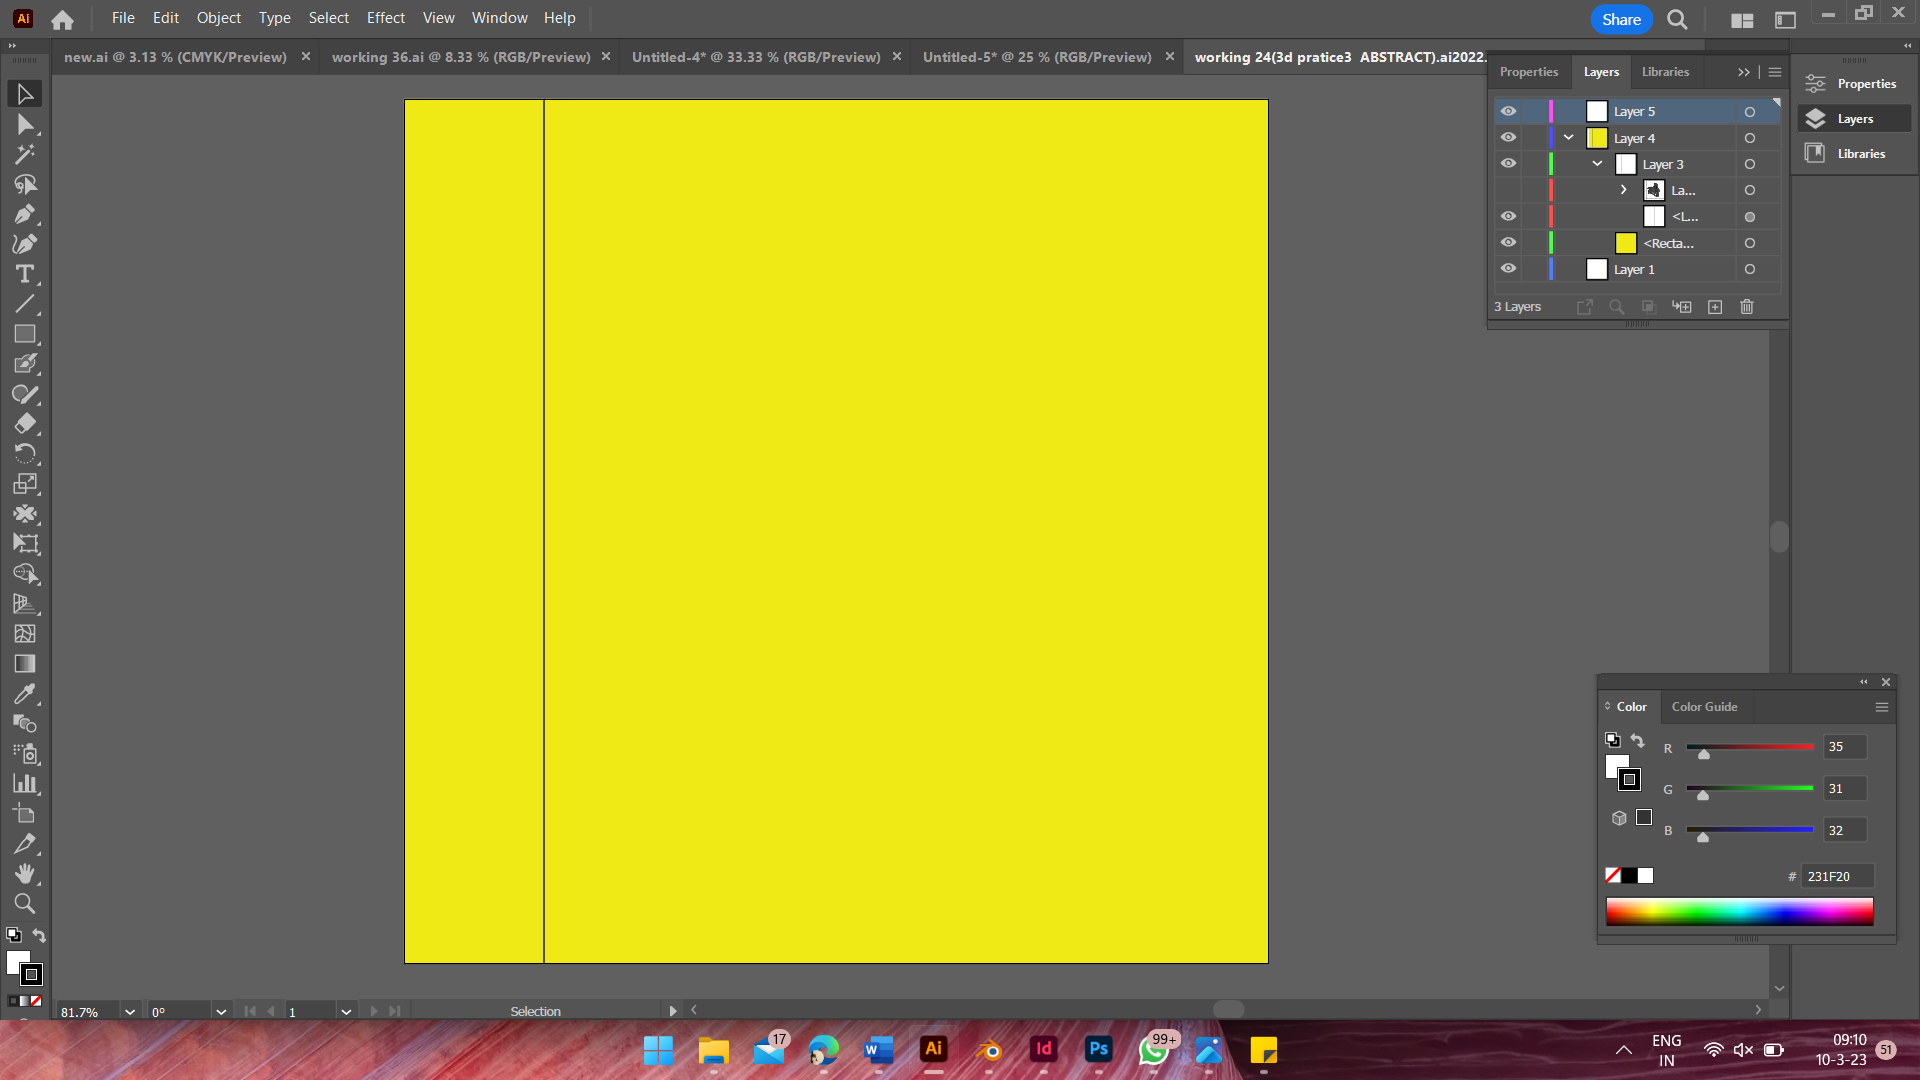 Ai File Edit Object Type Select Effect View Window Help Share
new.ai @ 3.13 % (CMYK/Preview) working 36.ai @ 8.33 % (RGB/Preview) Untitled-4* @ 33.33 % (RGB/Preview) Untitled-5* @ 25 % (RGB/Preview) working 24(3d pratice3 ABSTRACT).ai2022.
Properties Layers Libraries
Layer 5
Layer 4
Layer 3
La...
<L...
<Recta...
Layer 1
3 Layers
Properties
Layers
Libraries
Color Color Guide
R 35
G 31
B 32
# 231F20
81.7% 0° 1 Selection
17 Ai Id Ps 99+
ENG
IN
09:10
10-3-23
51